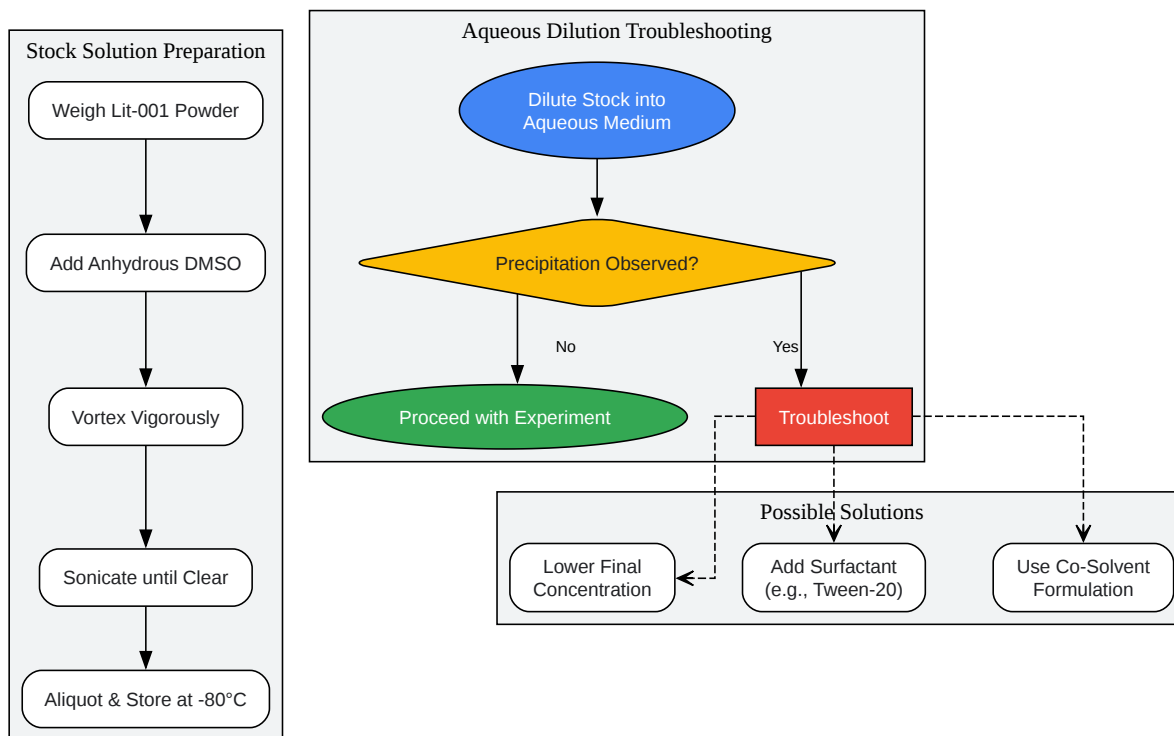 Stock Solution Preparation
Weigh Lit-001 Powder
Add Anhydrous DMSO
Vortex Vigorously
Sonicate until Clear
Aliquot & Store at -80°C
Aqueous Dilution Troubleshooting
Dilute Stock into
Aqueous Medium
Precipitation Observed?
No
Yes
Proceed with Experiment
Troubleshoot
Possible Solutions
Lower Final
Concentration
Add Surfactant
(e.g., Tween-20)
Use Co-Solvent
Formulation